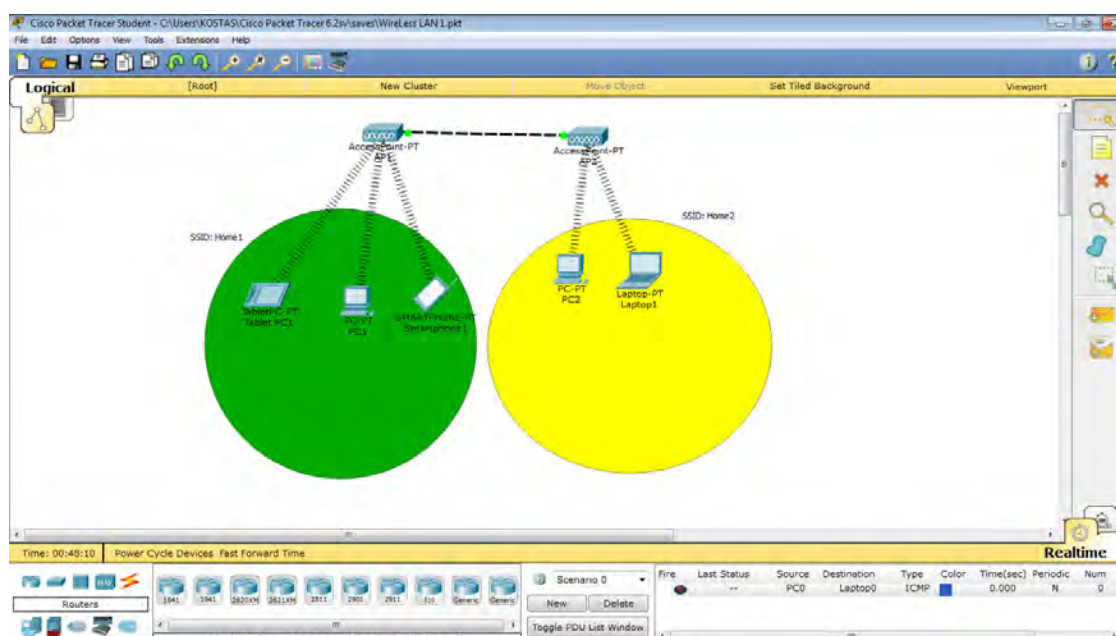 Cisco Packet Tracer Student - C:\Users\KOSTAS\Cisco Packet Tracer 6.2sv\saves\WireLess LAN 1.pkt
File Edit Options View Tools Extensions Help
Logical [Root] New Cluster Move Object Set Tiled Background Viewport
AccessPoint-PT
AP1
AccessPoint-PT
SSID: Home1
SSID: Home2
TabletPC-PT
Tablet PC1
PC-PT
PC1
SMARTPHONE-PT
Smartphone1
PC-PT
PC2
Laptop-PT
Laptop1
Time: 00:48:10 Power Cycle Devices Fast Forward Time Realtime
Routers
1841 1941 2620XM 2621XM 2811 2901 2911 819 Generic Generic
Scenario 0
New Delete
Toggle PDU List Window
Fire Last Status Source Destination Type Color Time(sec) Periodic Num
-- PC0 Laptop0 ICMP 0.000 N 0